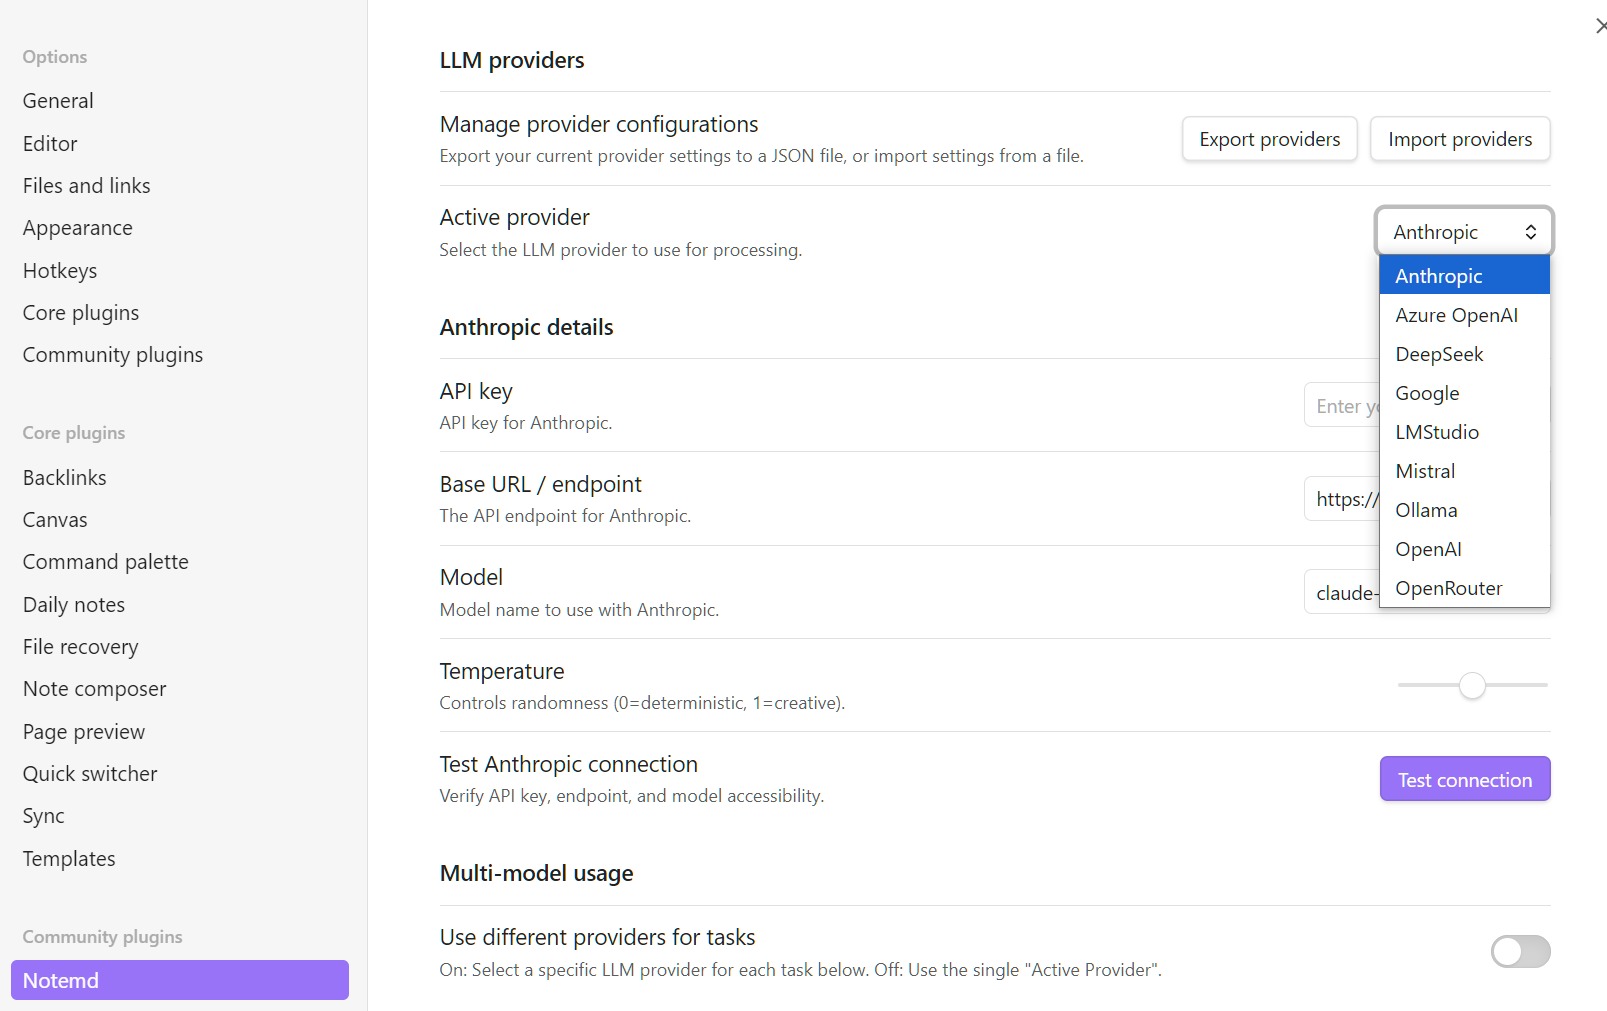 Options
General
Editor
Files and links
Appearance
Hotkeys
Core plugins
Community plugins
Core plugins
Backlinks
Canvas
Command palette
Daily notes
File recovery
Note composer
Page preview
Quick switcher
Sync
Templates
Community plugins
Notemd
LLM providers
Manage provider configurations
Export your current provider settings to a JSON file, or import settings from a file.
Export providers
Import providers
Active provider
Select the LLM provider to use for processing.
Anthropic
Anthropic
Azure OpenAI
DeepSeek
Google
LMStudio
Mistral
Ollama
OpenAI
OpenRouter
Anthropic details
API key
API key for Anthropic.
Enter
Base URL / endpoint
The API endpoint for Anthropic.
https://
Model
Model name to use with Anthropic.
claude-
Temperature
Controls randomness (0=deterministic, 1=creative).
Test Anthropic connection
Verify API key, endpoint, and model accessibility.
Test connection
Multi-model usage
Use different providers for tasks
On: Select a specific LLM provider for each task below. Off: Use the single "Active Provider".